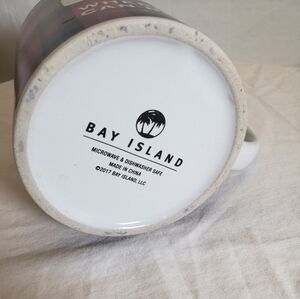 BAY ISLAND
MICROWAVE & DISHWASHER SAFE
MADE IN CHINA
©2017 BAY ISLAND, LLC